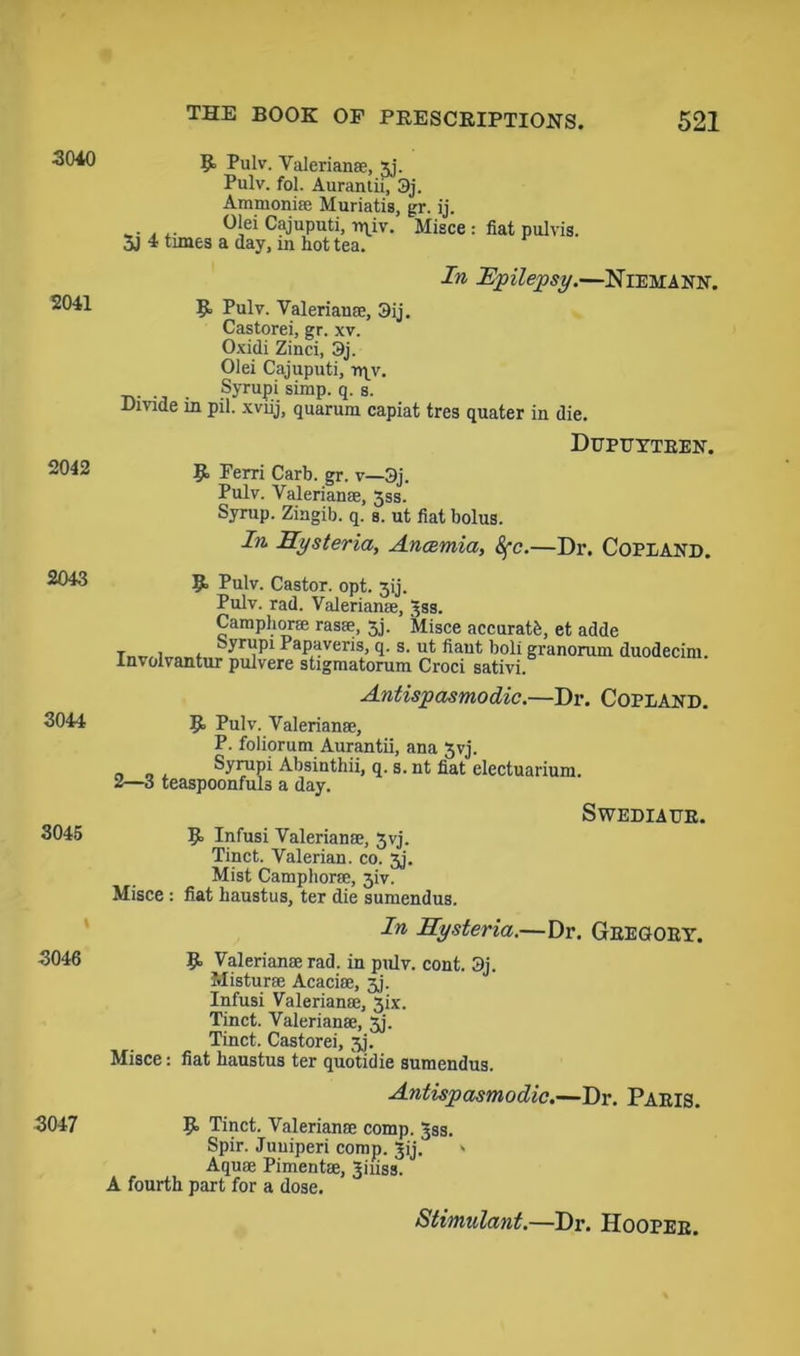 THE BOOK OF PRESCRIPTIONS. 521
3040 ℞ Pulv. Valerianæ, ʒj.
Pulv. fol. Aurantii, ℈j.
Ammoniæ Muriatis, gr. ij.
Olei Cajuputi, ♏iv. Misce : fiat pulvis.
ʒj 4 times a day, in hot tea.
In Epilepsy.—NIEMANN.
2041 ℞ Pulv. Valerianæ, ℈ij.
Castorei, gr. xv.
Oxidi Zinci, ℈j.
Olei Cajuputi, ♏v.
Syrupi simp. q. s.
Divide in pil. xviij, quarum capiat tres quater in die.
DUPUYTREN.
2042 ℞ Ferri Carb. gr. v—℈j.
Pulv. Valerianæ, ʒss.
Syrup. Zingib. q. s. ut fiat bolus.
In Hysteria, Anæmia, &c.—Dr. COPLAND.
2043 ℞ Pulv. Castor. opt. ʒij.
Pulv. rad. Valerianæ, ℥ss.
Camphoræ rasæ, ʒj. Misce accuratè, et adde
Syrupi Papaveris, q. s. ut fiant boli granorum duodecim.
Involvantur pulvere stigmatorum Croci sativi.
Antispasmodic.—Dr. COPLAND.
3044 ℞ Pulv. Valerianæ,
P. foliorum Aurantii, ana ʒvj.
Syrupi Absinthii, q. s. nt fiat electuarium.
2—3 teaspoonfuls a day.
SWEDIAUR.
3045 ℞ Infusi Valerianæ, ʒvj.
Tinct. Valerian. co. ʒj.
Mist Camphoræ, ʒiv.
Misce : fiat haustus, ter die sumendus.
In Hysteria.—Dr. GREGORY.
3046 ℞ Valerianæ rad. in pulv. cont. ℈j.
Misturæ Acaciæ, ʒj.
Infusi Valerianæ, ʒix.
Tinct. Valerianæ, ʒj.
Tinct. Castorei, ʒj.
Misce : fiat haustus ter quotidie sumendus.
Antispasmodic.—Dr. PARIS.
3047 ℞ Tinct. Valerianæ comp. ℥ss.
Spir. Juniperi comp. ℥ij.
Aquæ Pimentæ, ℥iiiss.
A fourth part for a dose.
Stimulant.—Dr. HOOPER.